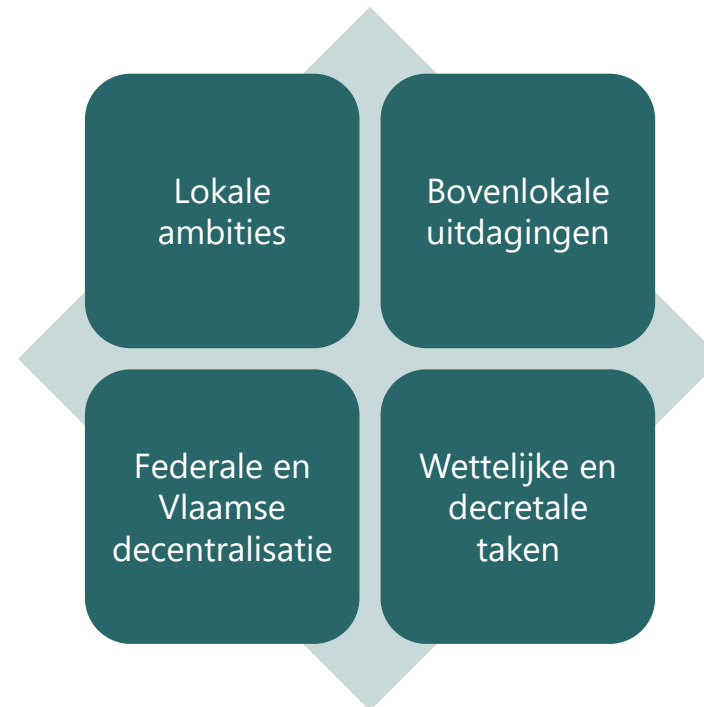 Lokale
ambities
Bovenlokale
uitdagingen
Federale en
Vlaamse
decentralisatie
Wettelijke en
decretale
taken